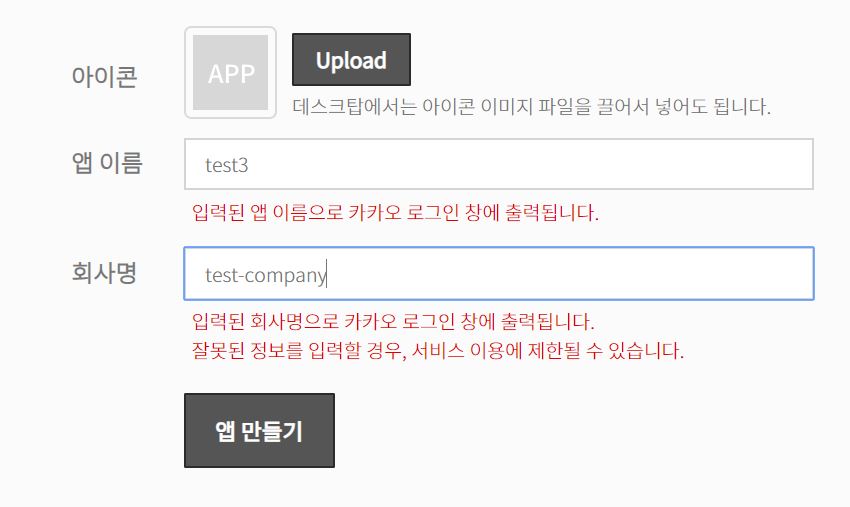 아이콘
APP
Upload
데스크탑에서는 아이콘 이미지 파일을 끌어서 넣어도 됩니다.
앱 이름
test3
입력된 앱 이름으로 카카오 로그인 창에 출력됩니다.
회사명
test-company
입력된 회사명으로 카카오 로그인 창에 출력됩니다.
잘못된 정보를 입력할 경우, 서비스 이용에 제한될 수 있습니다.
앱 만들기